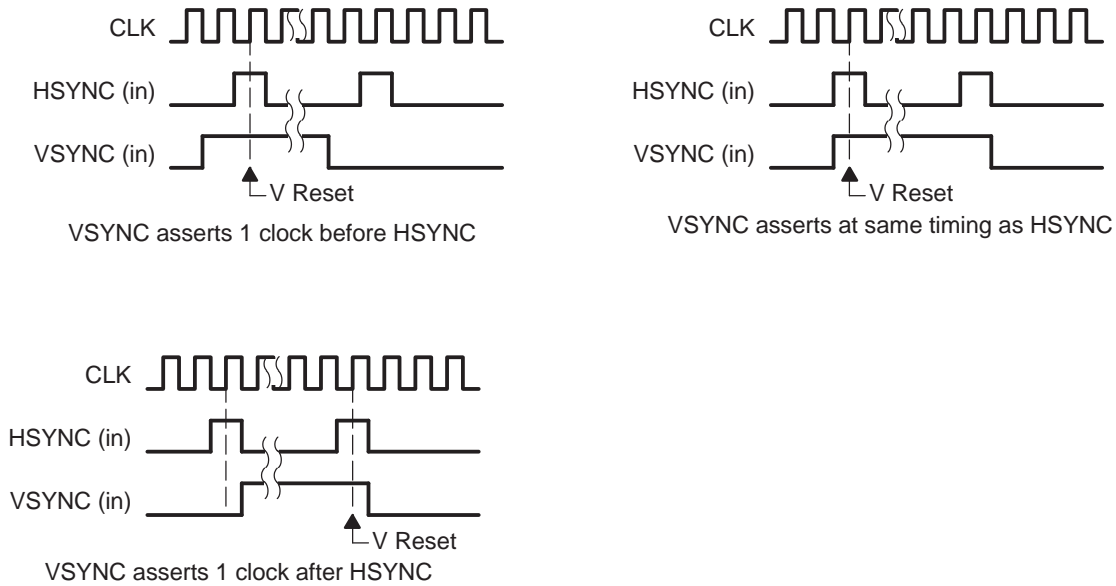 CLK
HSYNC (in)
VSYNC (in)
V Reset
VSYNC asserts 1 clock before HSYNC
CLK
HSYNC (in)
VSYNC (in)
V Reset
VSYNC asserts at same timing as HSYNC
CLK
HSYNC (in)
VSYNC (in)
V Reset
VSYNC asserts 1 clock after HSYNC